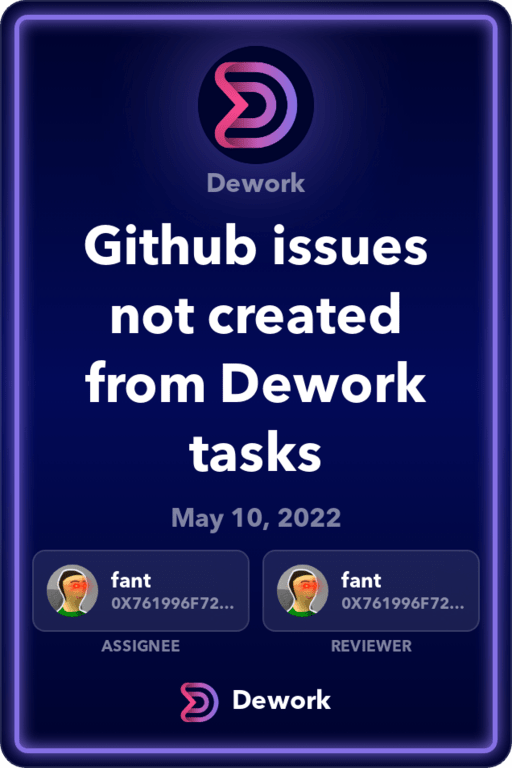 Dework
Github issues
not created
from Dework
tasks
May 10, 2022
fant
0X761996F72...
ASSIGNEE
fant
0X761996F72...
REVIEWER
Dework